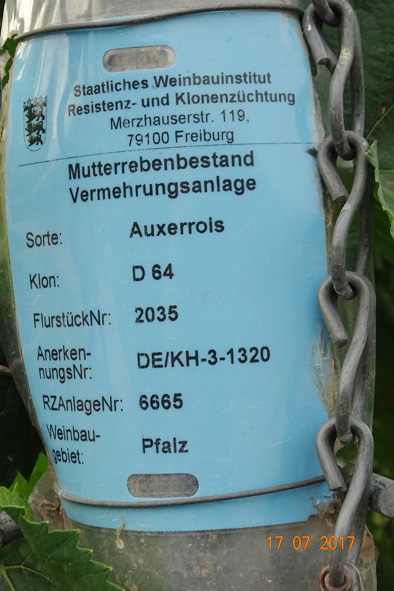 Staatliches Weinbauinstitut
Resistenz- und Klonenzüchtung
Merzhauserstr. 119,
79100 Freiburg
Mutterrebenbestand
Vermehrungsanlage
Sorte: Auxerrois
Klon: D 64
FlurstückNr: 2035
Anerken-
nungsNr: DE/KH-3-1320
RZAnlageNr: 6665
Weinbau-
gebiet: Pfalz
17 07 2017